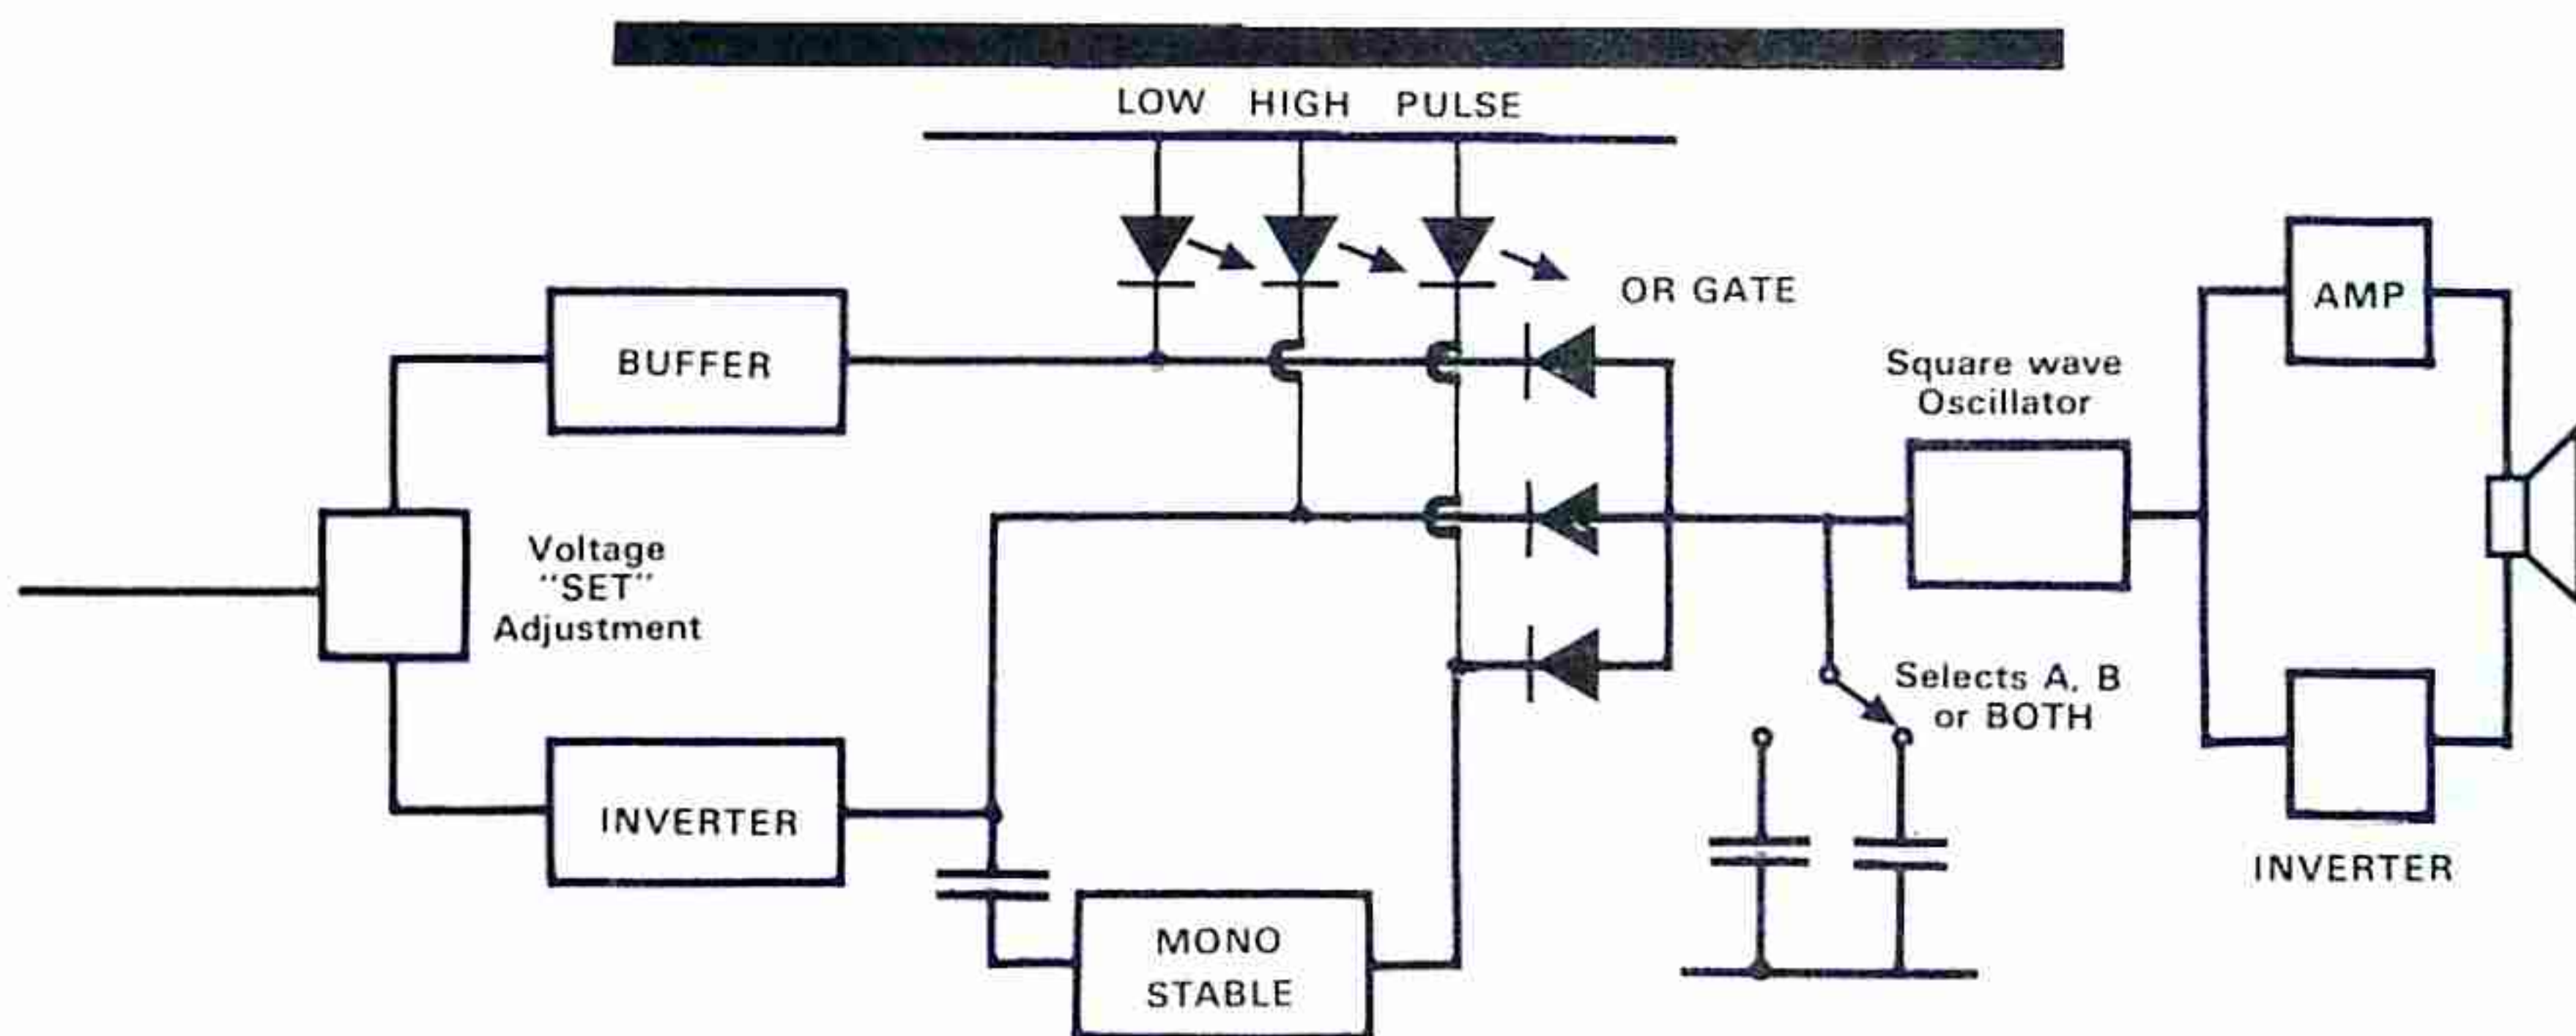 LOW HIGH PULSE
OR GATE
AMP
BUFFER
Square wave
Oscillator
Voltage
"SET"
Adjustment
Selects A, B
or BOTH
INVERTER
INVERTER
MONO
STABLE